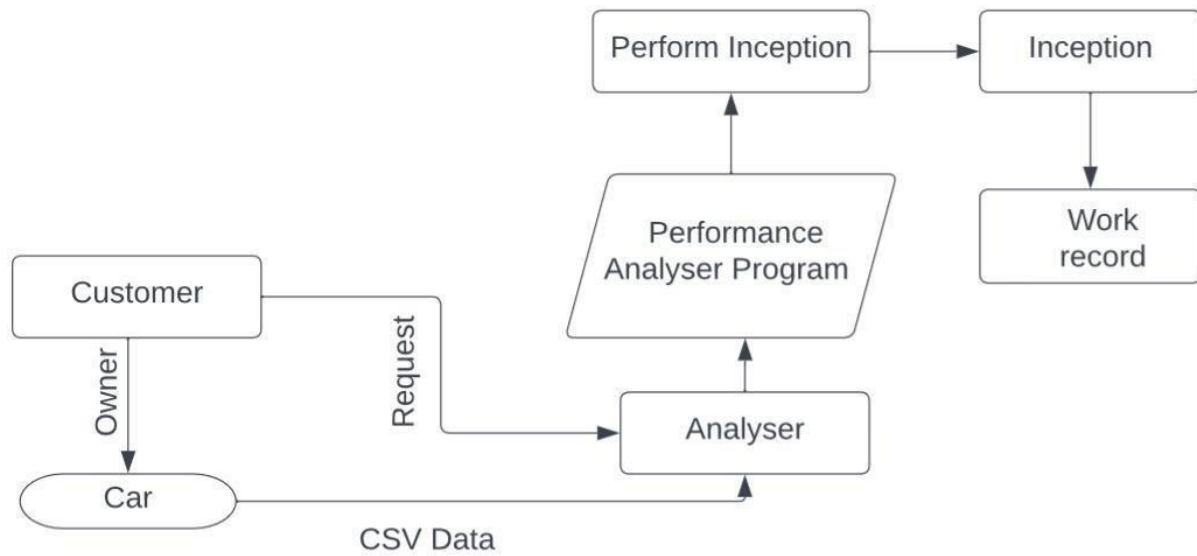 Perform Inception
Inception
Performance
Analyser Program
Work
record
Customer
Owner
Request
Analyser
Car
CSV Data